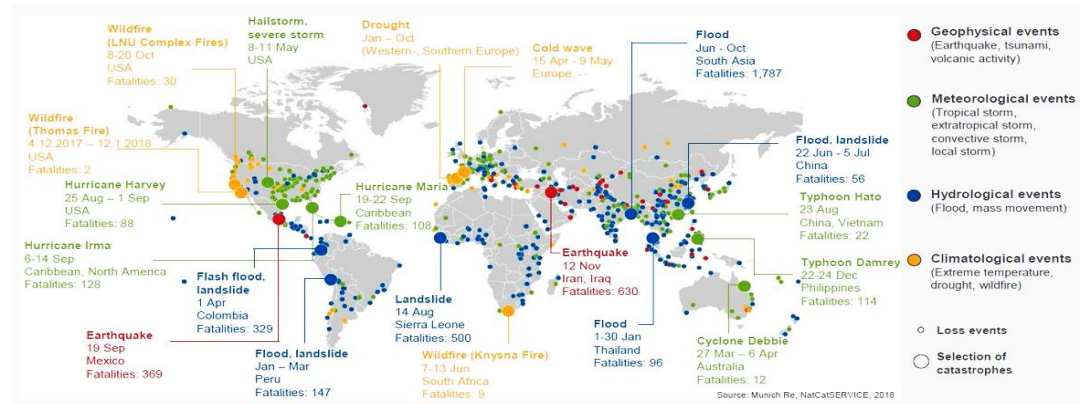 Wildfire
(LNU Complex Fires)
8-20 Oct
USA
Fatalities: 30
Hailstorm,
severe storm
8-11 May
USA
Drought
Jan – Oct
(Western-, Southern Europe)
Cold wave
15 Apr - 9 May
Europe
Flood
Jun - Oct
South Asia
Fatalities: 1,787
Wildfire
(Thomas Fire)
4.12.2017 – 12.1.2018
USA
Fatalities: 2
Hurricane Harvey
25 Aug – 1 Sep
USA
Fatalities: 88
Hurricane Irma
6-14 Sep
Caribbean, North America
Fatalities: 128
Hurricane Maria
19-22 Sep
Caribbean
Fatalities: 108
Flood, landslide
22 Jun - 5 Jul
China
Fatalities: 56
Typhoon Hato
23 Aug
China, Vietnam
Fatalities: 22
Typhoon Damrey
22-24 Dec
Philippines
Fatalities: 114
Flash flood,
landslide
1 Apr
Colombia
Fatalities: 329
Earthquake
19 Sep
Mexico
Fatalities: 369
Flood, landslide
Jan – Mar
Peru
Fatalities: 147
Landslide
14 Aug
Sierra Leone
Fatalities: 500
Wildfire (Knysna Fire)
7-13 Jun
South Africa
Fatalities: 9
Earthquake
12 Nov
Iran, Iraq
Fatalities: 630
Flood
1-30 Jan
Thailand
Fatalities: 96
Cyclone Debbie
27 Mar – 6 Apr
Australia
Fatalities: 12
Source: Munich Re, NatCatSERVICE, 2018
Geophysical events
(Earthquake, tsunami,
volcanic activity)
Meteorological events
(Tropical storm,
extratropical storm,
convective storm,
local storm)
Hydrological events
(Flood, mass movement)
Climatological events
(Extreme temperature,
drought, wildfire)
Loss events
Selection of
catastrophes